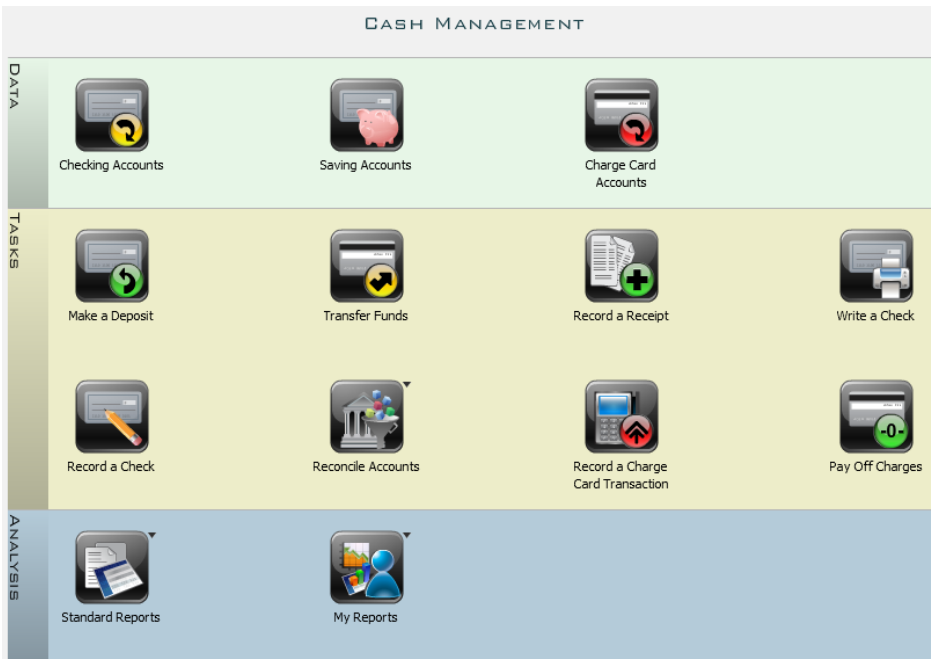 CASH MANAGEMENT
DATA
Checking Accounts
Saving Accounts
Charge Card
Accounts
TASKS
Make a Deposit
Transfer Funds
Record a Receipt
Write a Check
Record a Check
Reconcile Accounts
Record a Charge
Card Transaction
-0-
Pay Off Charges
ANALYSIS
Standard Reports
My Reports